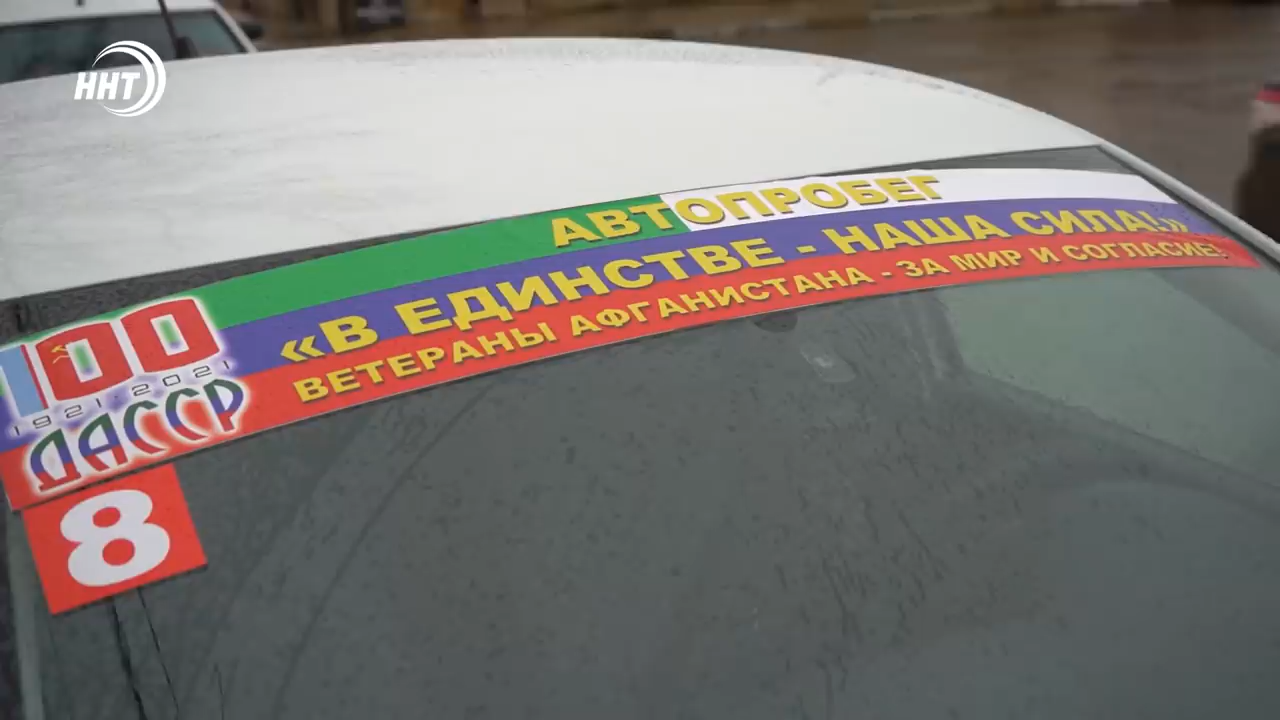 ННТ
АВТОПРОБЕГ
«В ЕДИНСТВЕ - НАША СИЛА!»
ВЕТЕРАНЫ АФГАНИСТАНА - ЗА МИР И СОГЛАСИЕ!
100
1921-2021
ДАССР
8